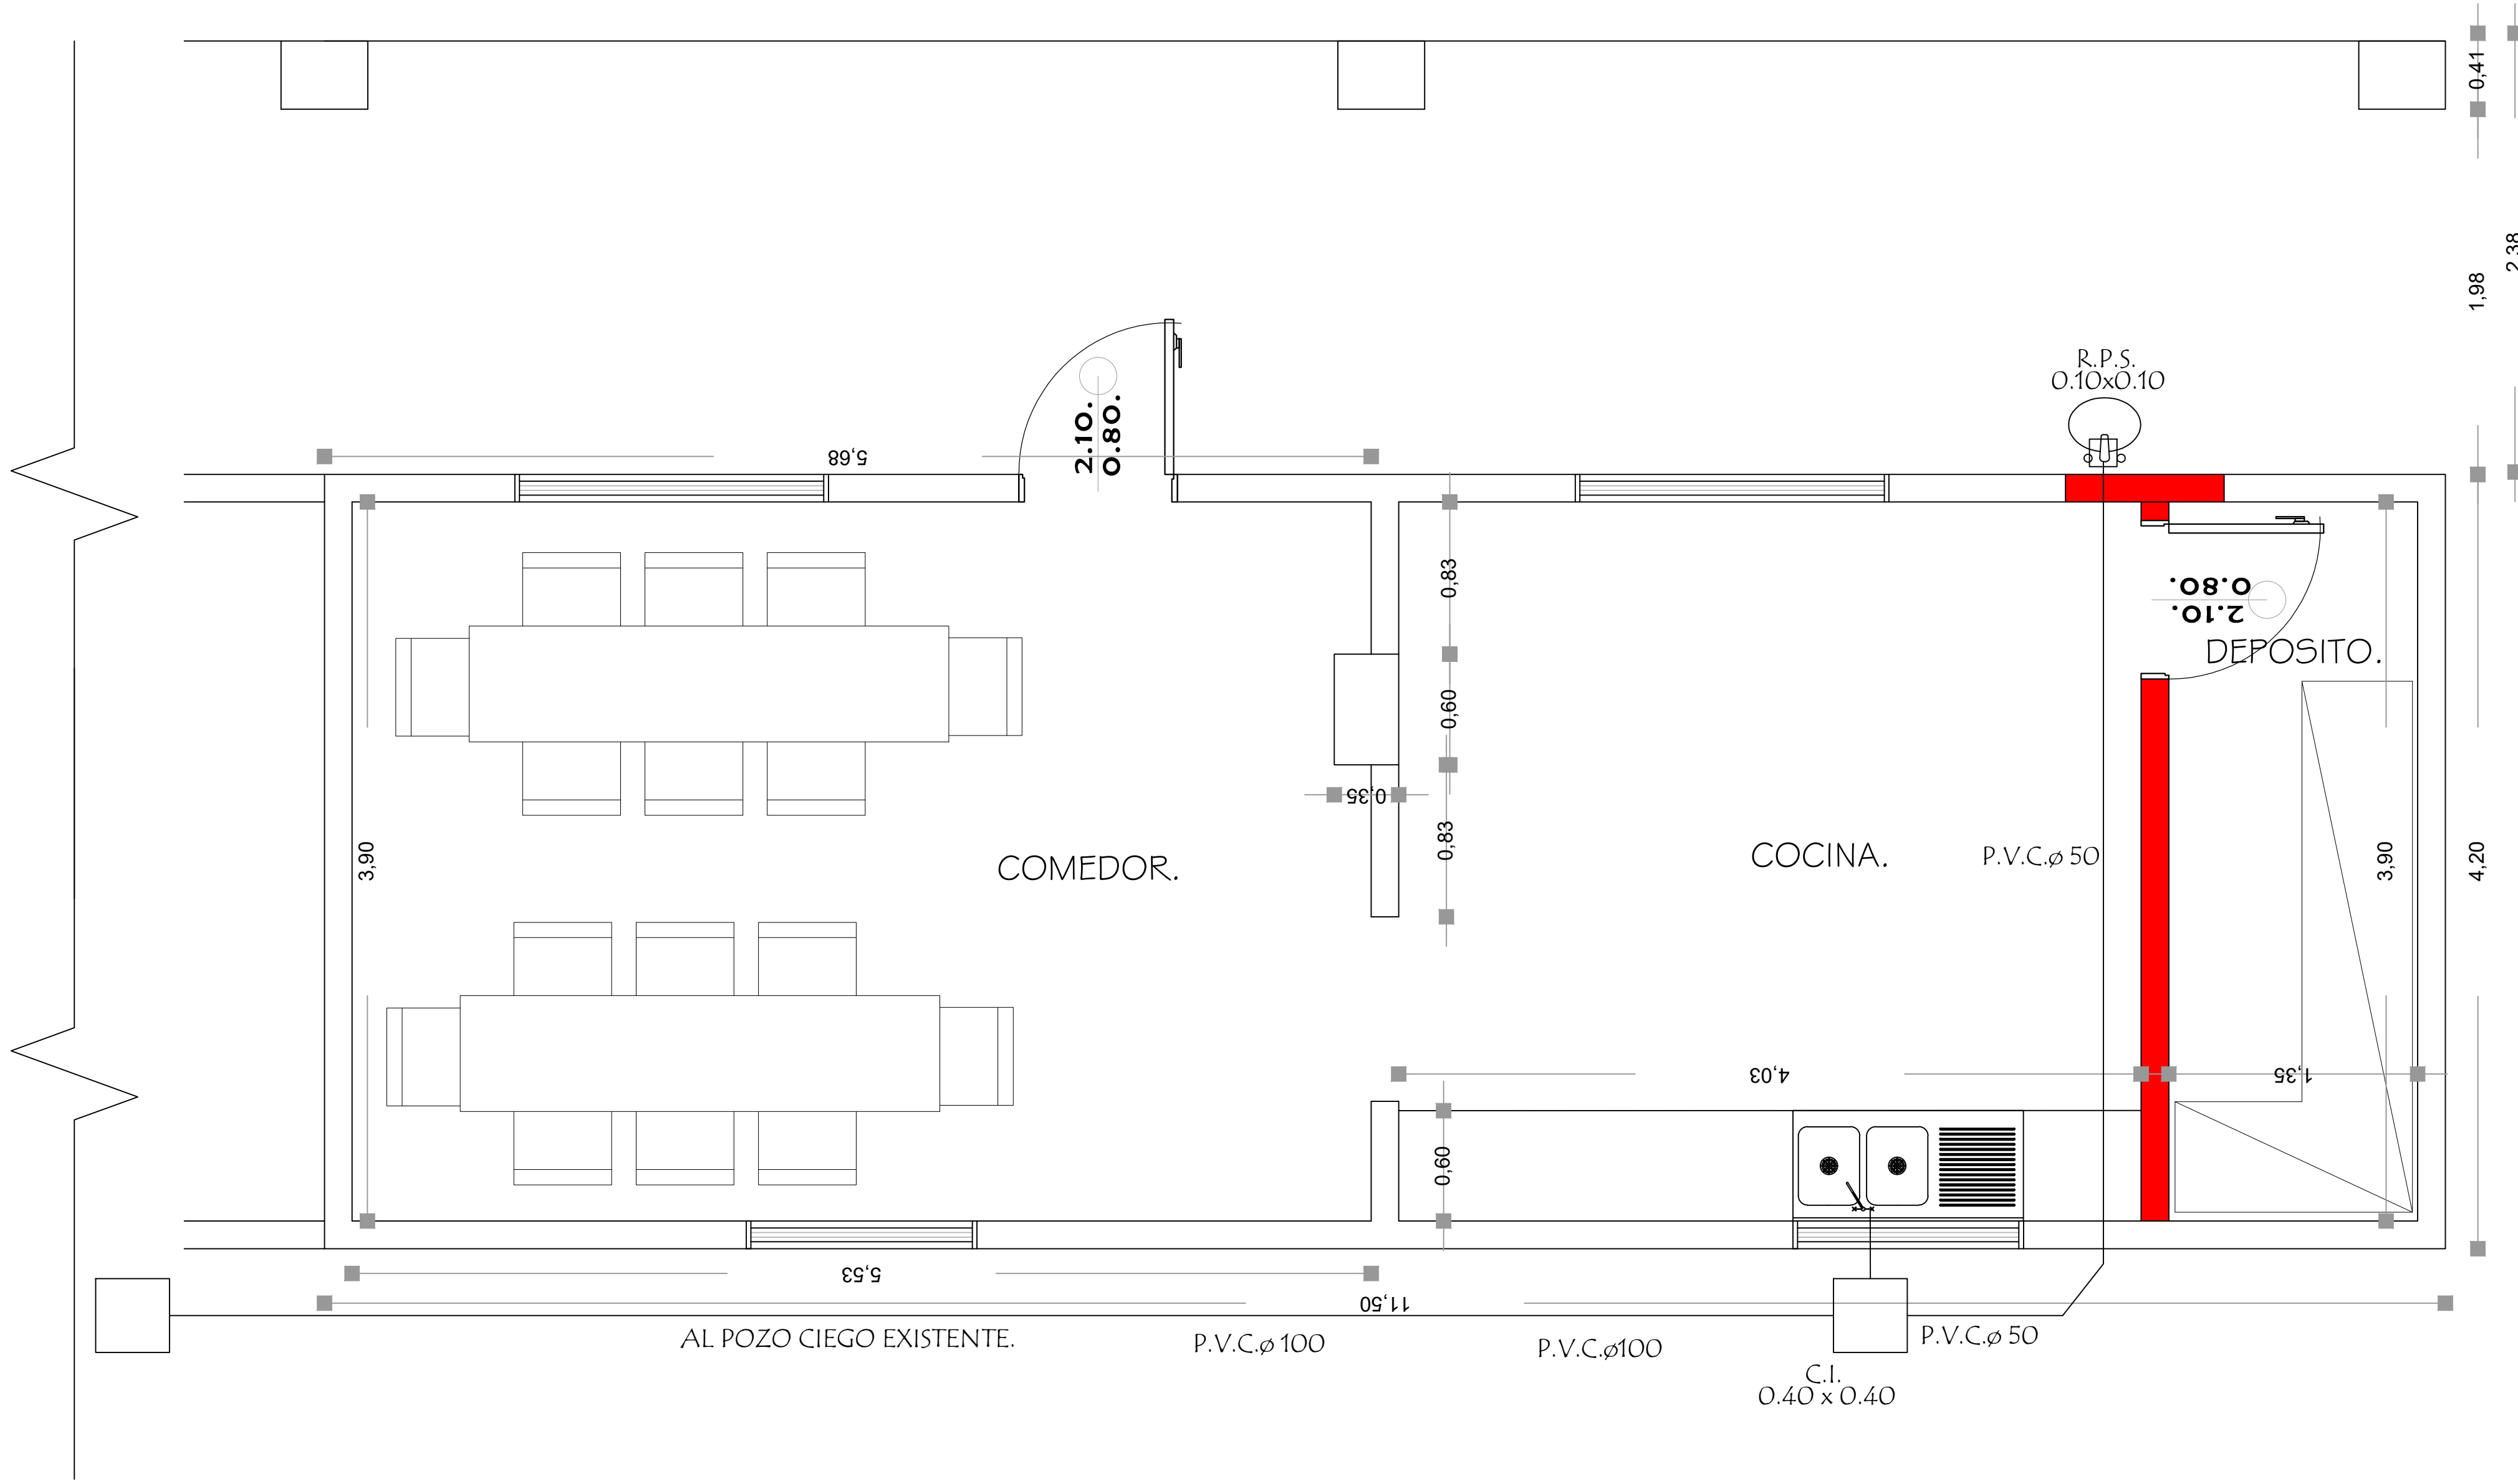 0,41
2,38
1,98
R.P.S.
0.10x0.10
5,68
2.10.
0.80.
0,83
0.80.
2.10.
DEPOSITO.
0,60
0,35
0,83
3,90
COMEDOR.
COCINA.
P.V.C.ø 50
3,90
4,20
4,03
1,35
0,60
5,53
11,50
AL POZO CIEGO EXISTENTE.
P.V.C.ø 100
P.V.C.ø100
P.V.C.ø 50
C.I.
0.40 x 0.40